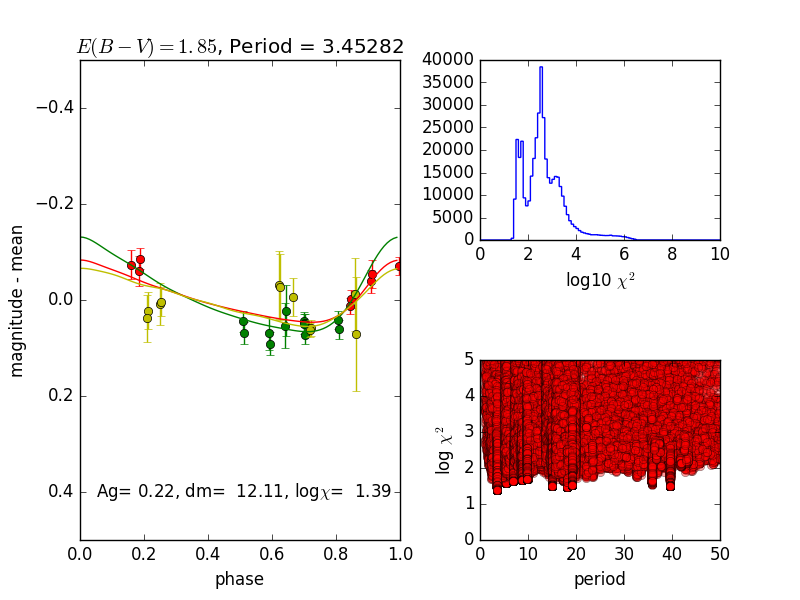 E(B−V)=1.85, Period = 3.45282
−0.4
−0.2
0.0
0.2
0.4
magnitude - mean
Ag= 0.22, dm= 12.11, logχ= 1.39
0.0 0.2 0.4 0.6 0.8 1.0
phase
40000
35000
30000
25000
20000
15000
10000
5000
0
0 2 4 6 8 10
log10 χ²
5
4
3
2
1
0
log χ²
0 10 20 30 40 50
period